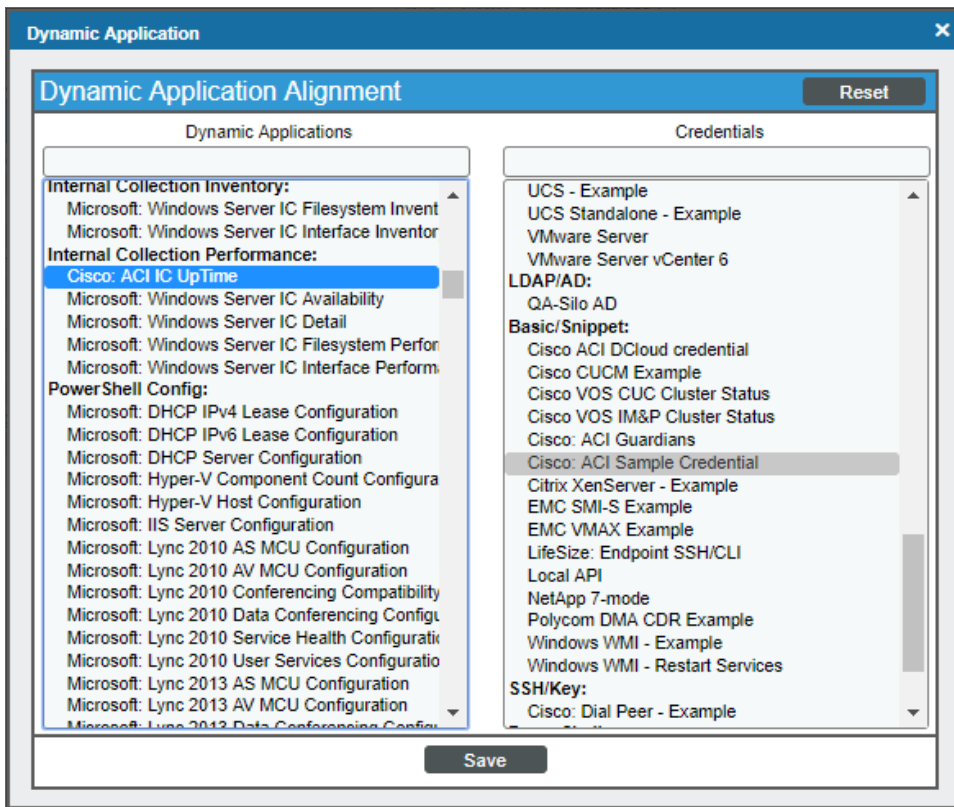 Dynamic Application
×
Dynamic Application Alignment
Reset
Dynamic Applications
Internal Collection Inventory:
Microsoft: Windows Server IC Filesystem Invent
Microsoft: Windows Server IC Interface Inventor
Internal Collection Performance:
Cisco: ACI IC UpTime
Microsoft: Windows Server IC Availability
Microsoft: Windows Server IC Detail
Microsoft: Windows Server IC Filesystem Perfor
Microsoft: Windows Server IC Interface Perform
PowerShell Config:
Microsoft: DHCP IPv4 Lease Configuration
Microsoft: DHCP IPv6 Lease Configuration
Microsoft: DHCP Server Configuration
Microsoft: Hyper-V Component Count Configura
Microsoft: Hyper-V Host Configuration
Microsoft: IIS Server Configuration
Microsoft: Lync 2010 AS MCU Configuration
Microsoft: Lync 2010 AV MCU Configuration
Microsoft: Lync 2010 Conferencing Compatibility
Microsoft: Lync 2010 Data Conferencing Configu
Microsoft: Lync 2010 Service Health Configuratio
Microsoft: Lync 2010 User Services Configuratio
Microsoft: Lync 2013 AS MCU Configuration
Microsoft: Lync 2013 AV MCU Configuration
Microsoft: Lync 2013 Data Conferencing Configu
Credentials
UCS - Example
UCS Standalone - Example
VMware Server
VMware Server vCenter 6
LDAP/AD:
QA-Silo AD
Basic/Snippet:
Cisco ACI DCloud credential
Cisco CUCM Example
Cisco VOS CUC Cluster Status
Cisco VOS IM&P Cluster Status
Cisco: ACI Guardians
Cisco: ACI Sample Credential
Citrix XenServer - Example
EMC SMI-S Example
EMC VMAX Example
LifeSize: Endpoint SSH/CLI
Local API
NetApp 7-mode
Polycom DMA CDR Example
Windows WMI - Example
Windows WMI - Restart Services
SSH/Key:
Cisco: Dial Peer - Example
Save